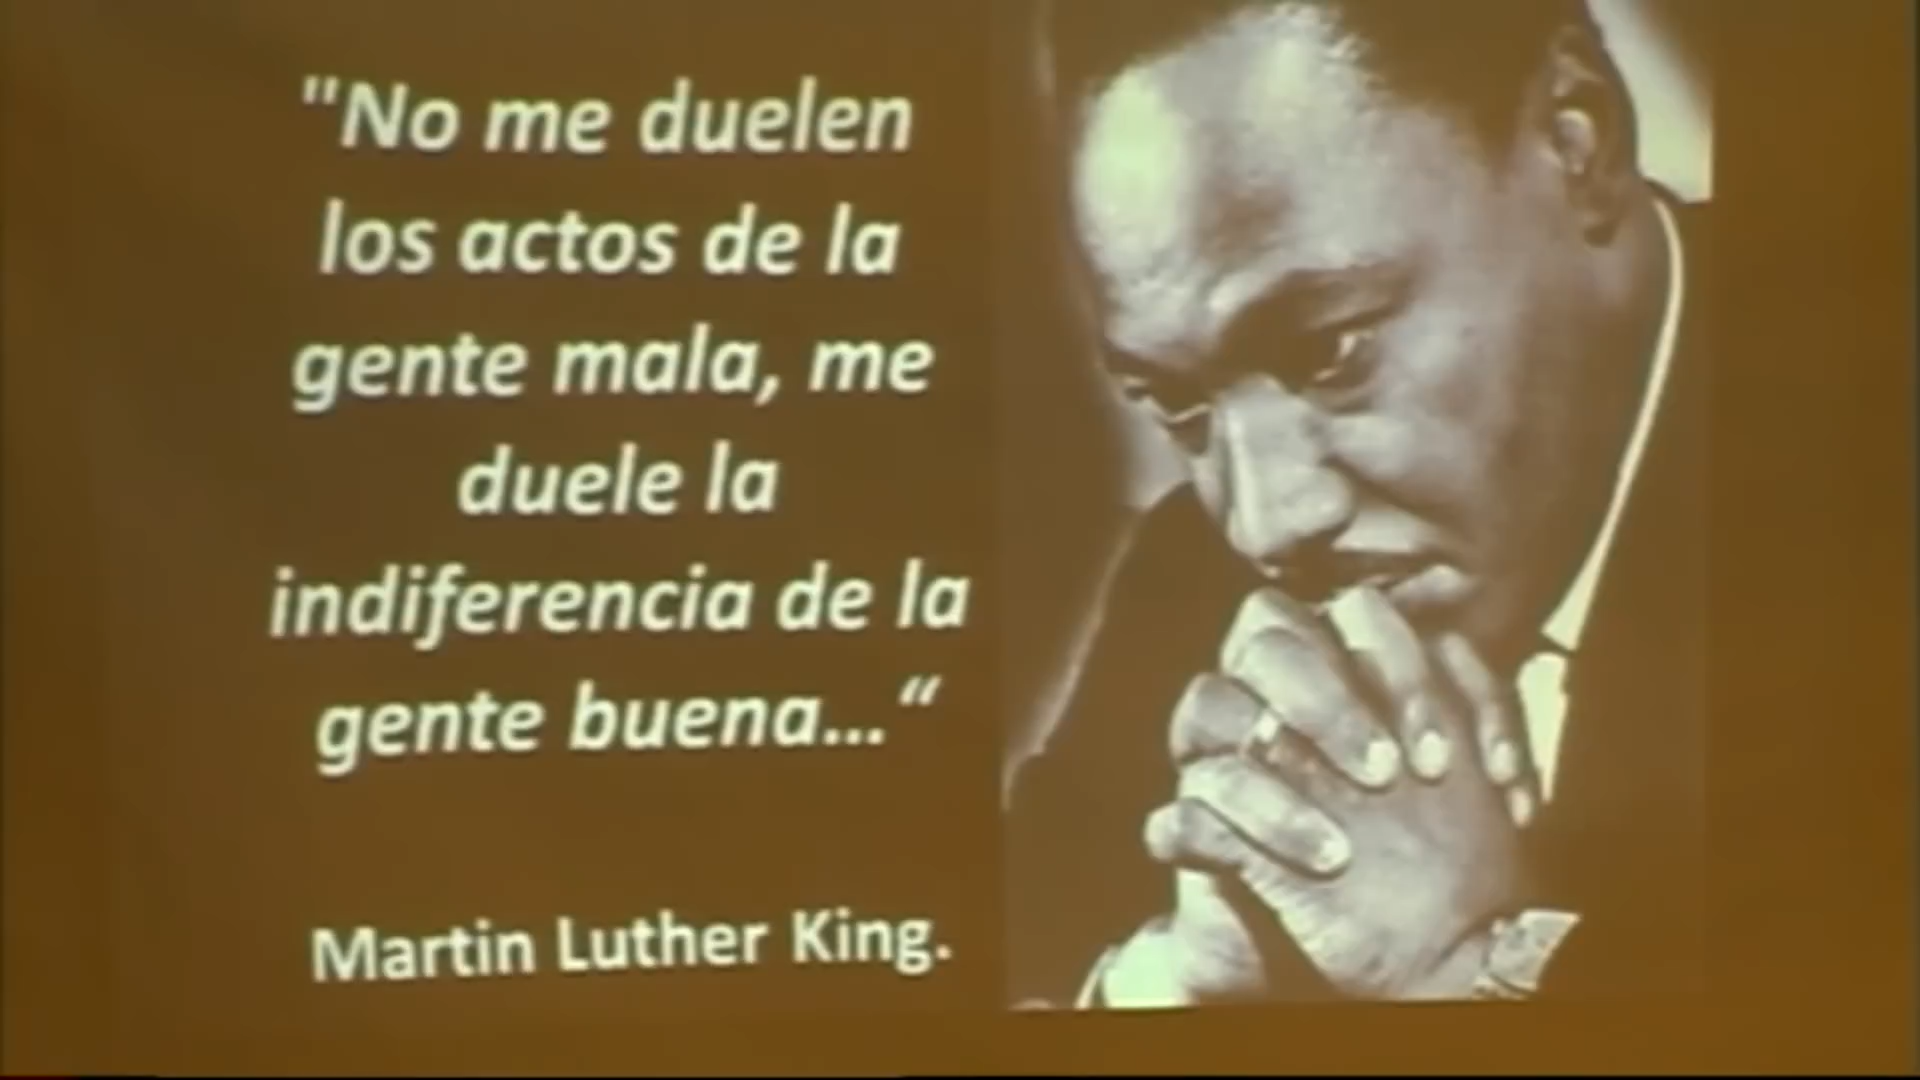 "No me duelen
los actos de la
gente mala, me
duele la
indiferencia de la
gente buena...“
Martin Luther King.